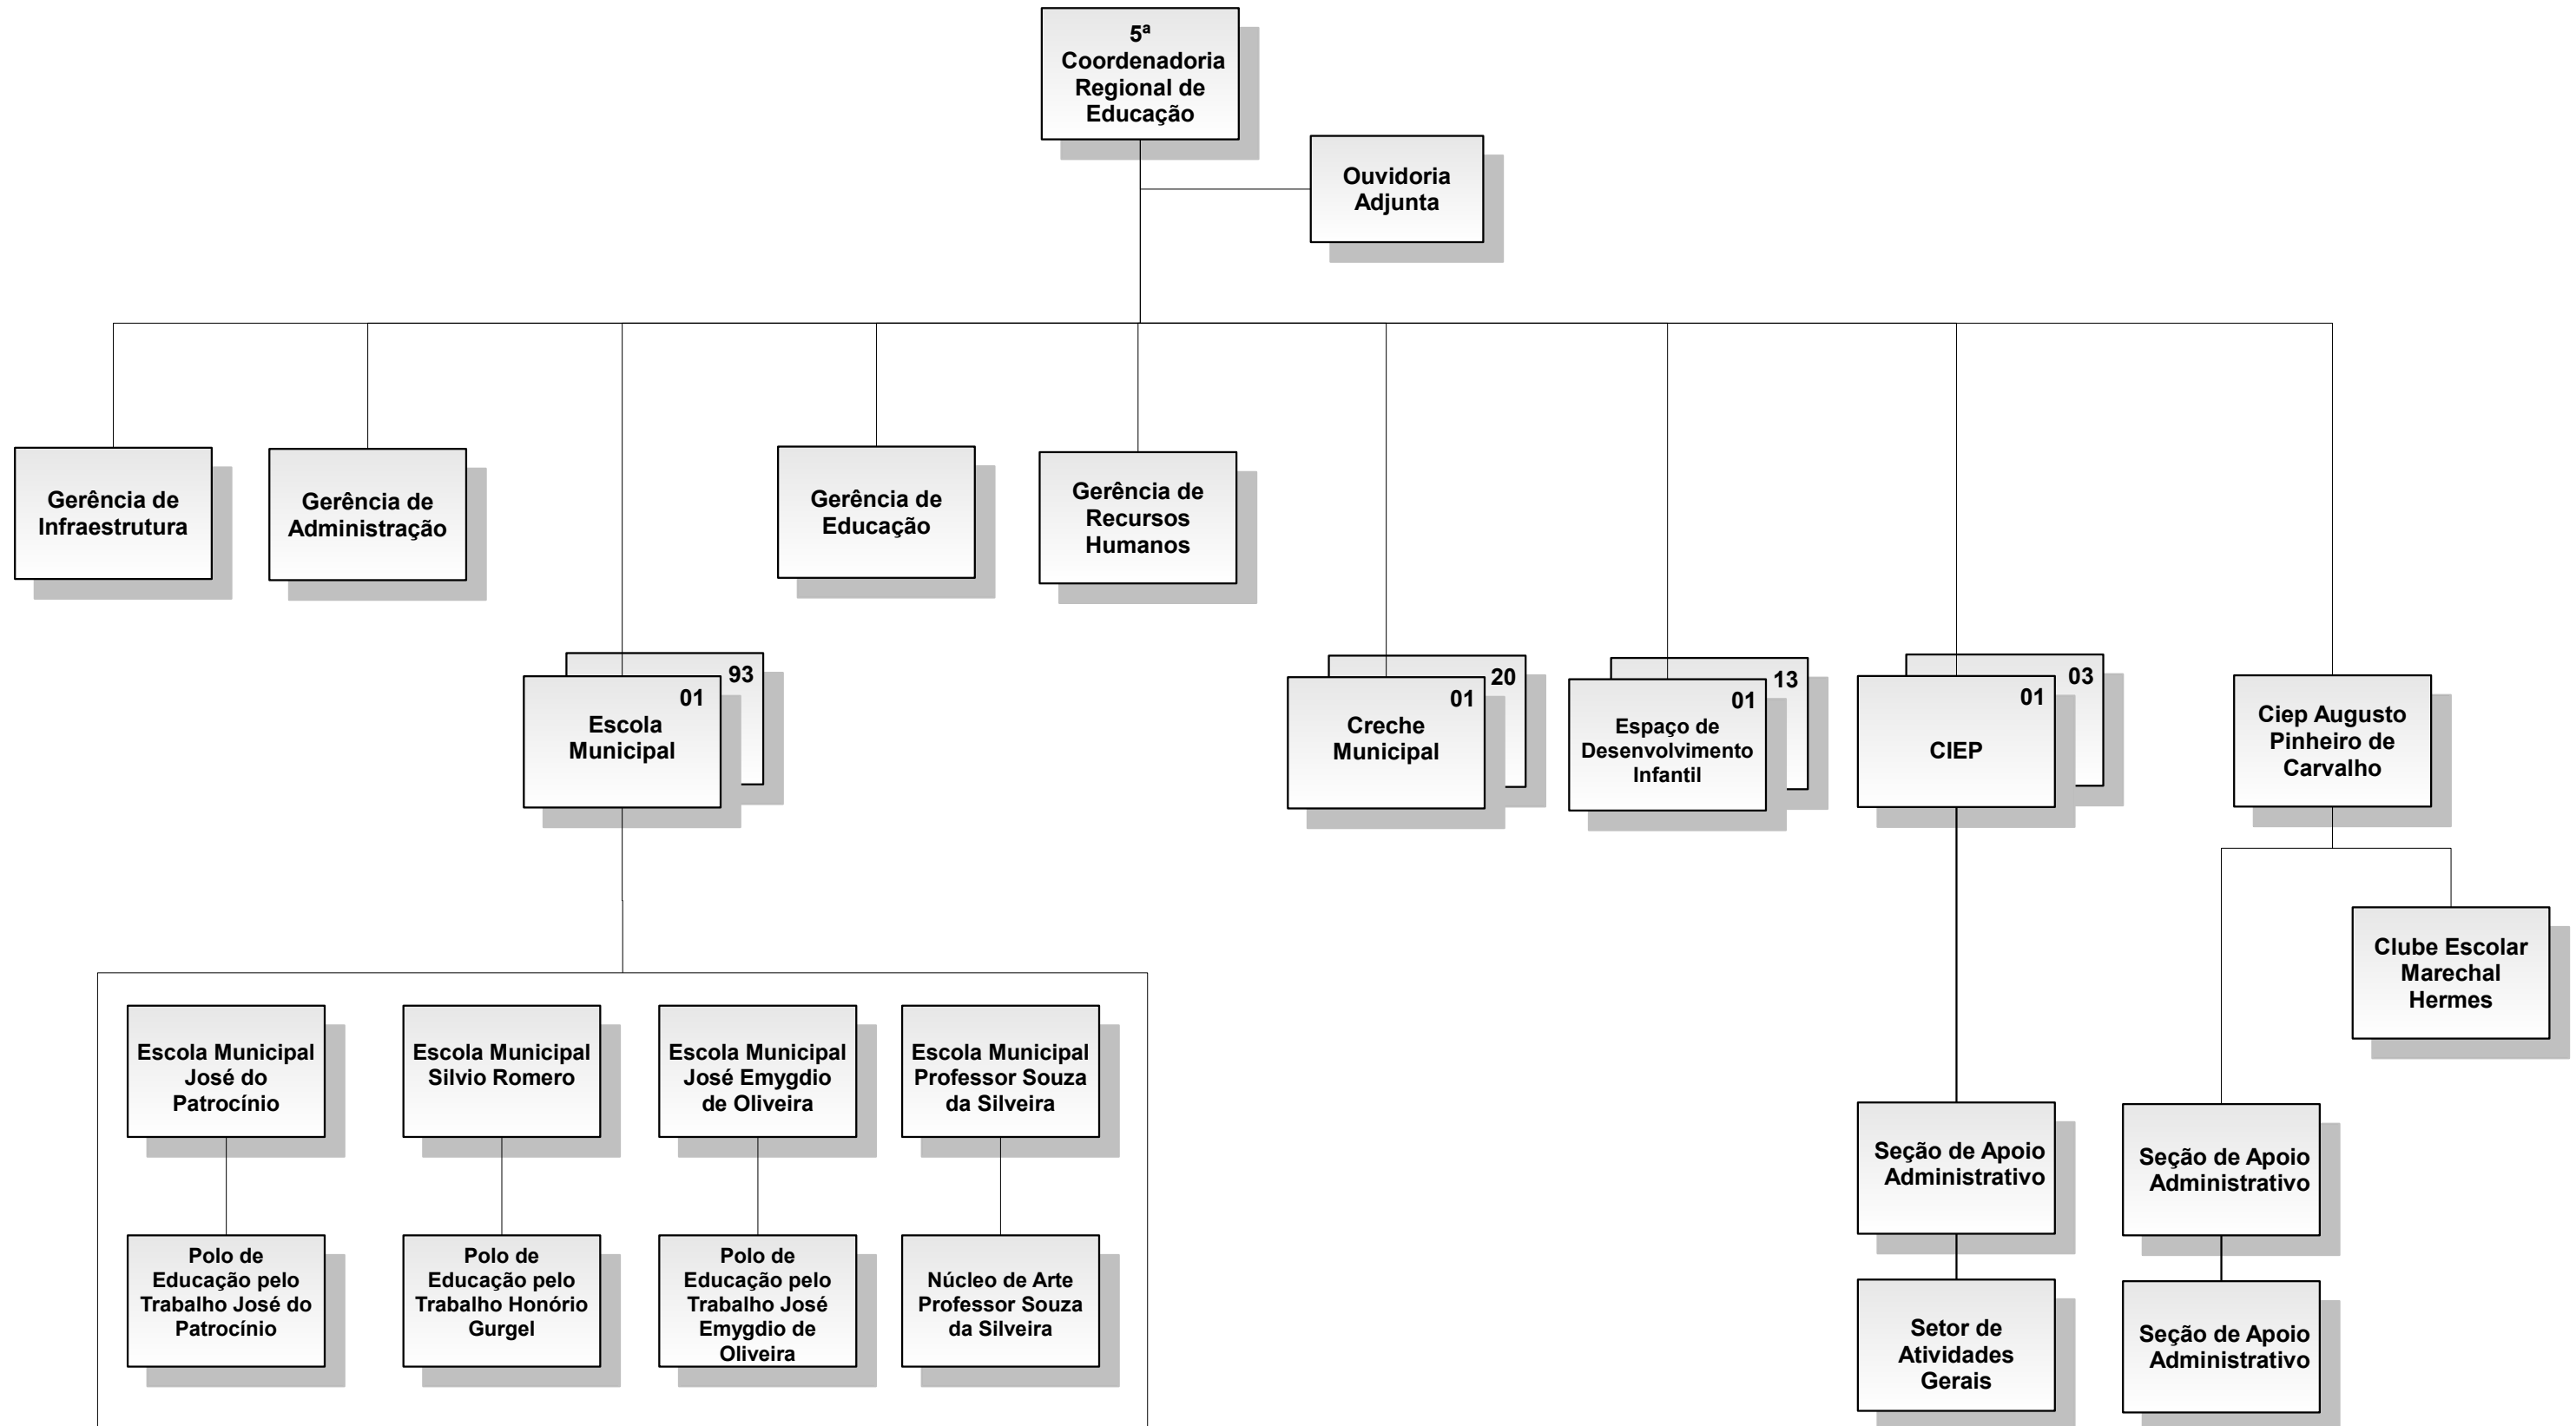 5ª
Coordenadoria
Regional de
Educação
Ouvidoria
Adjunta
Gerência de
Infraestrutura
Gerência de
Administração
Gerência de
Educação
Gerência de
Recursos
Humanos
93
01
Escola
Municipal
20
01
Creche
Municipal
13
01
Espaço de
Desenvolvimento
Infantil
03
01
CIEP
Ciep Augusto
Pinheiro de
Carvalho
Clube Escolar
Marechal
Hermes
Escola Municipal
José do
Patrocínio
Escola Municipal
Silvio Romero
Escola Municipal
José Emygdio
de Oliveira
Escola Municipal
Professor Souza
da Silveira
Seção de Apoio
Administrativo
Seção de Apoio
Administrativo
Polo de
Educação pelo
Trabalho José do
Patrocínio
Polo de
Educação pelo
Trabalho Honório
Gurgel
Polo de
Educação pelo
Trabalho José
Emygdio de
Oliveira
Núcleo de Arte
Professor Souza
da Silveira
Setor de
Atividades
Gerais
Seção de Apoio
Administrativo